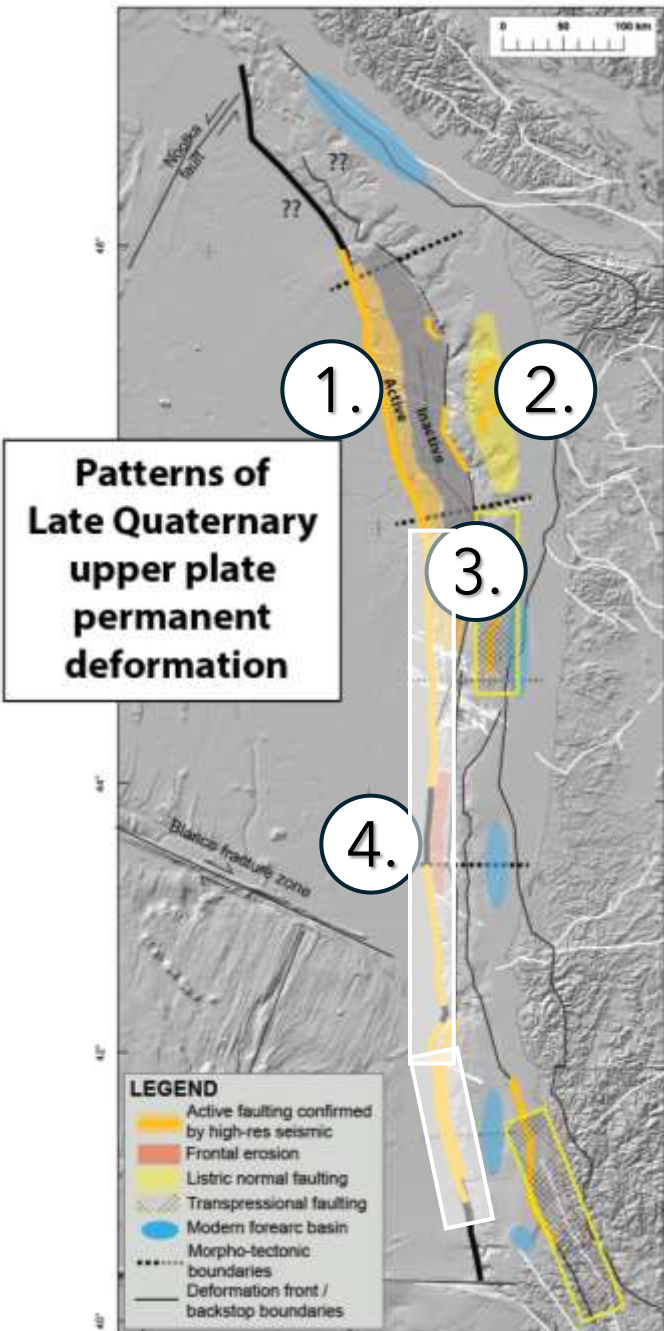 0 50 100 km
Nootka
fault
??
??
48°
1.
2.
Active
Inactive
Patterns of
Late Quaternary
upper plate
permanent
deformation
3.
44°
4.
Blanco fracture zone
42°
LEGEND
Active faulting confirmed
by high-res seismic
Frontal erosion
Listric normal faulting
Transpressional faulting
Modern forearc basin
Morpho-tectonic
boundaries
Deformation front /
backstop boundaries
40°